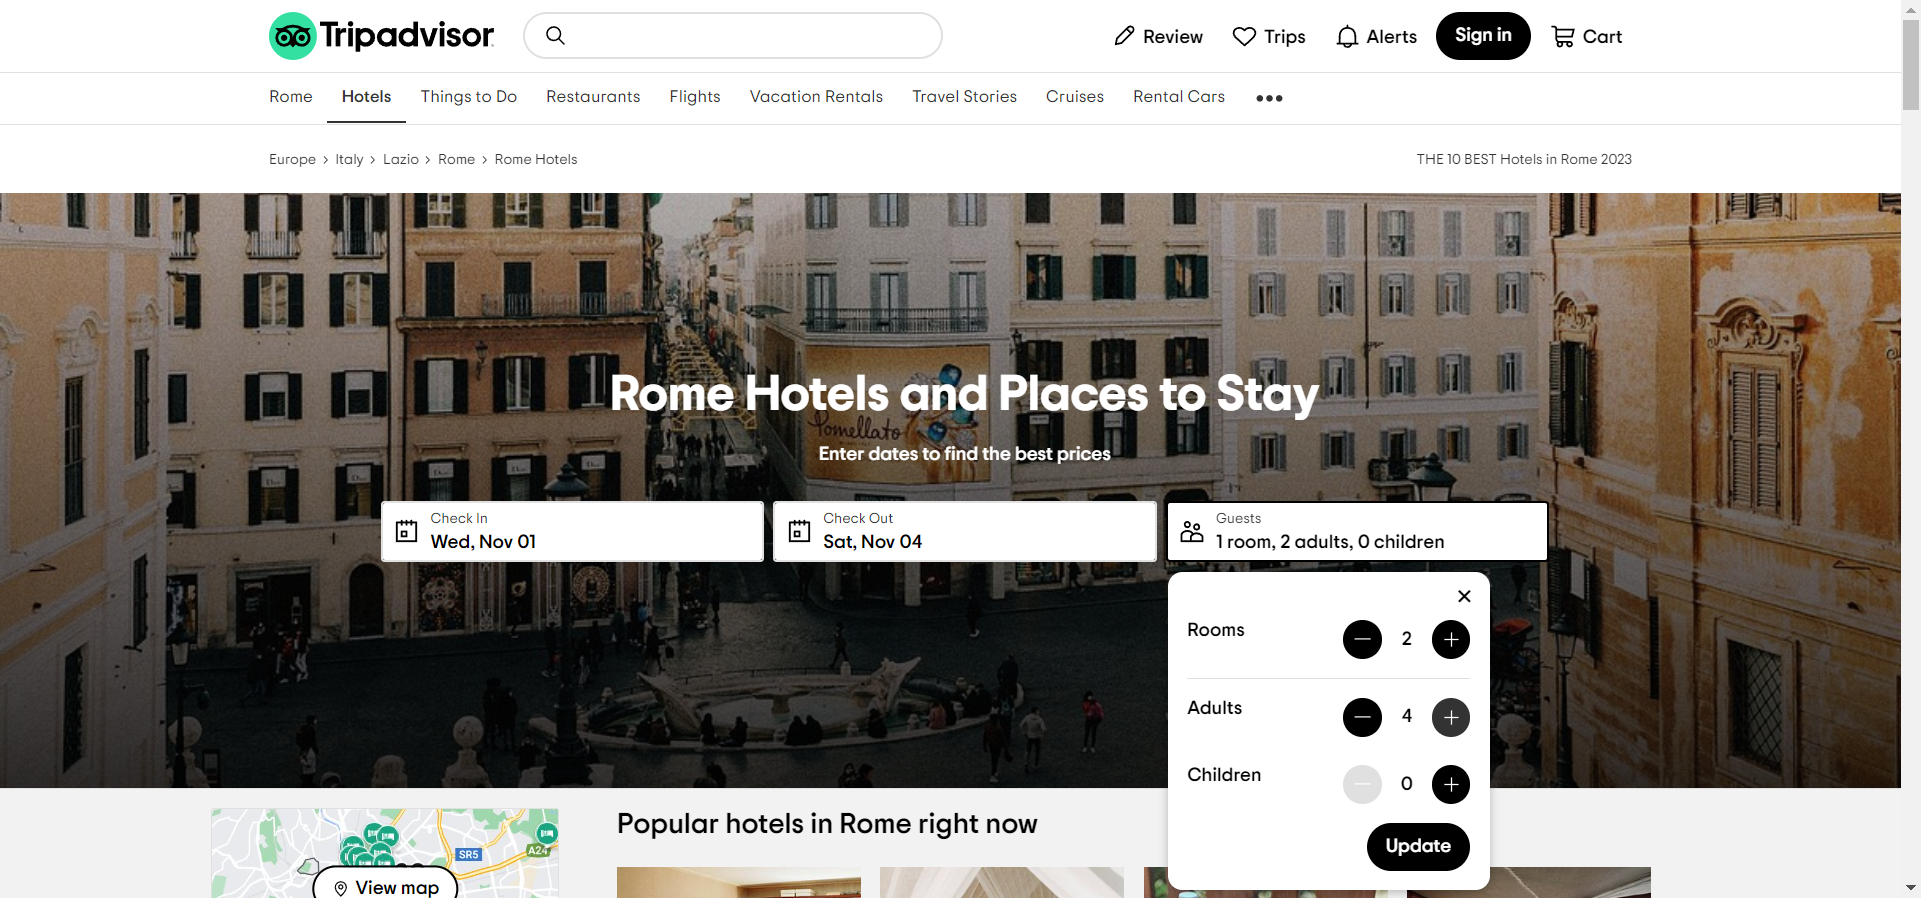 Tripadvisor
Review
Trips
Alerts
Sign in
Cart
Rome
Hotels
Things to Do
Restaurants
Flights
Vacation Rentals
Travel Stories
Cruises
Rental Cars
Europe › Italy › Lazio › Rome › Rome Hotels
THE 10 BEST Hotels in Rome 2023
Rome Hotels and Places to Stay
Pomellato
Enter dates to find the best prices
Dior
Dior
Dior
Check In
Wed, Nov 01
Check Out
Sat, Nov 04
Guests
1 room, 2 adults, 0 children
Rooms
2
Adults
4
Children
0
Update
Popular hotels in Rome right now
SR5
A24
View map